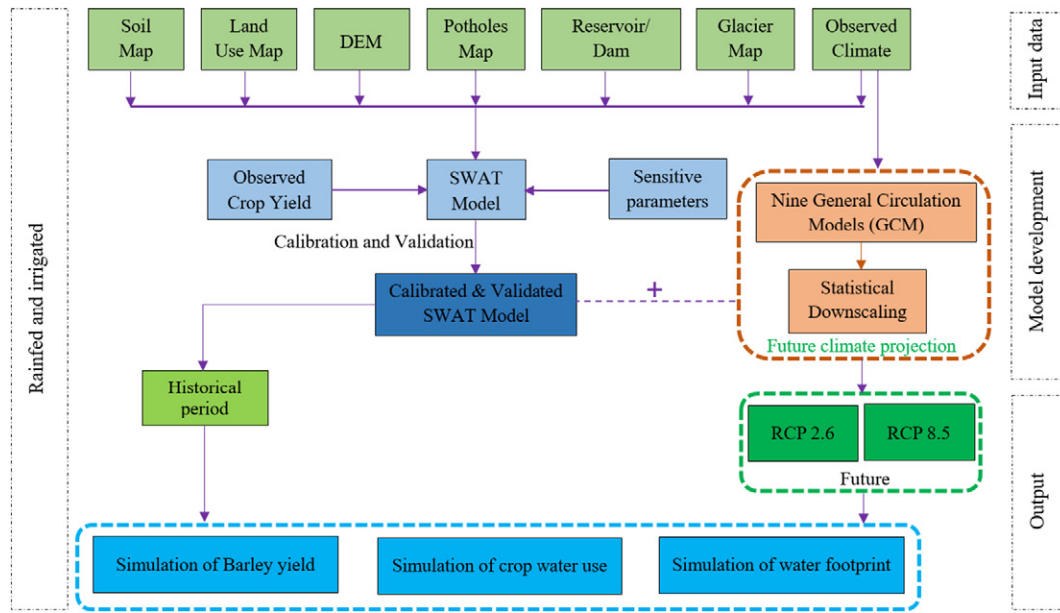 Soil
Map
Land
Use Map
DEM
Potholes
Map
Reservoir/
Dam
Glacier
Map
Observed
Climate
Input data
Observed
Crop Yield
SWAT
Model
Sensitive
parameters
Nine General Circulation
Models (GCM)
Calibration and Validation
Calibrated & Validated
SWAT Model
+
Statistical
Downscaling
Future climate projection
Model development
Rainfed and irrigated
Historical
period
RCP 2.6
RCP 8.5
Future
Output
Simulation of Barley yield
Simulation of crop water use
Simulation of water footprint